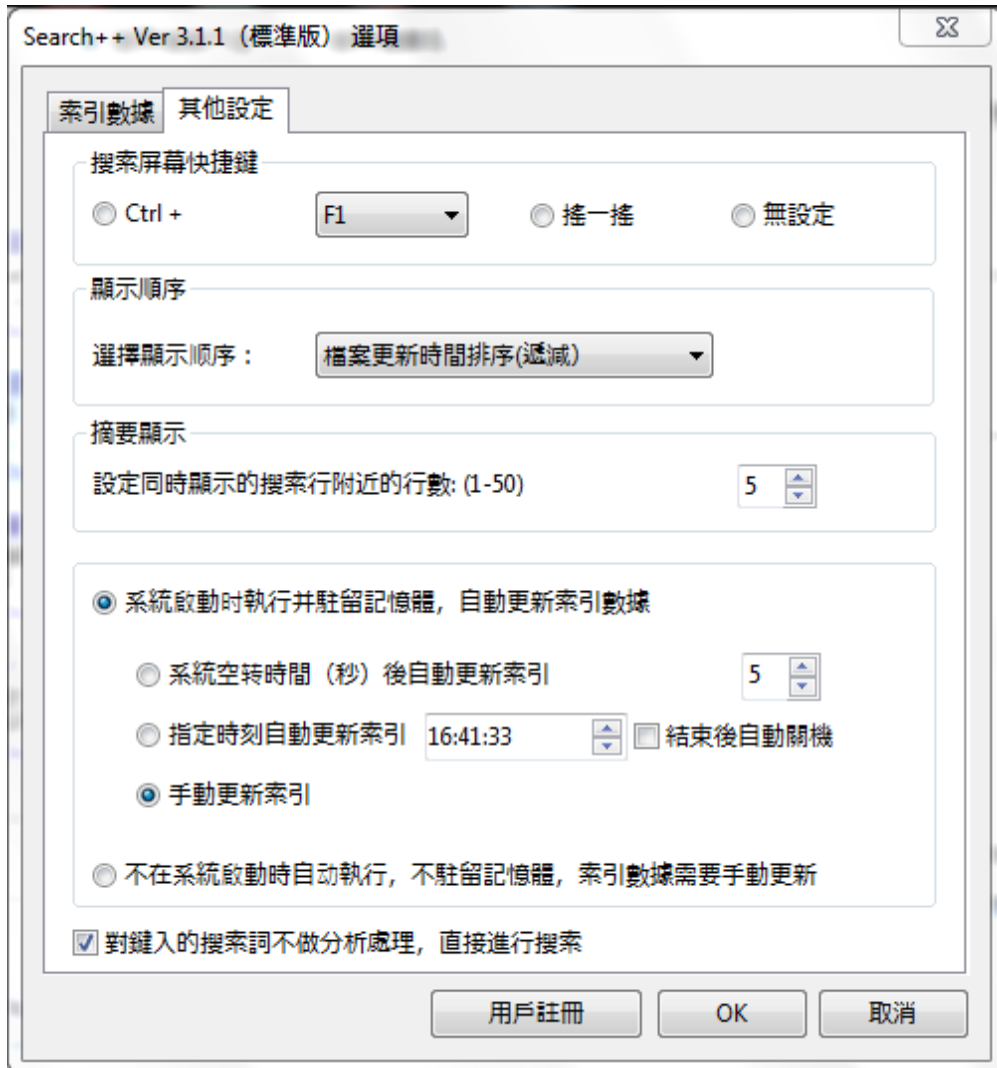 Search++ Ver 3.1.1（標準版） 選項
索引數據 其他設定
搜索屏幕快捷鍵
Ctrl + F1 搖一搖 無設定
顯示順序
選擇顯示顺序： 檔案更新時間排序(遞減）
摘要顯示
設定同時顯示的搜索行附近的行數: (1-50) 5
系統啟動时執行并駐留記憶體，自動更新索引數據
系統空转時間（秒）後自動更新索引 5
指定時刻自動更新索引 16:41:33 結束後自動關機
手動更新索引
不在系統啟動時自动執行，不駐留記憶體，索引數據需要手動更新
對鍵入的搜索詞不做分析處理，直接進行搜索
用戶註冊 OK 取消